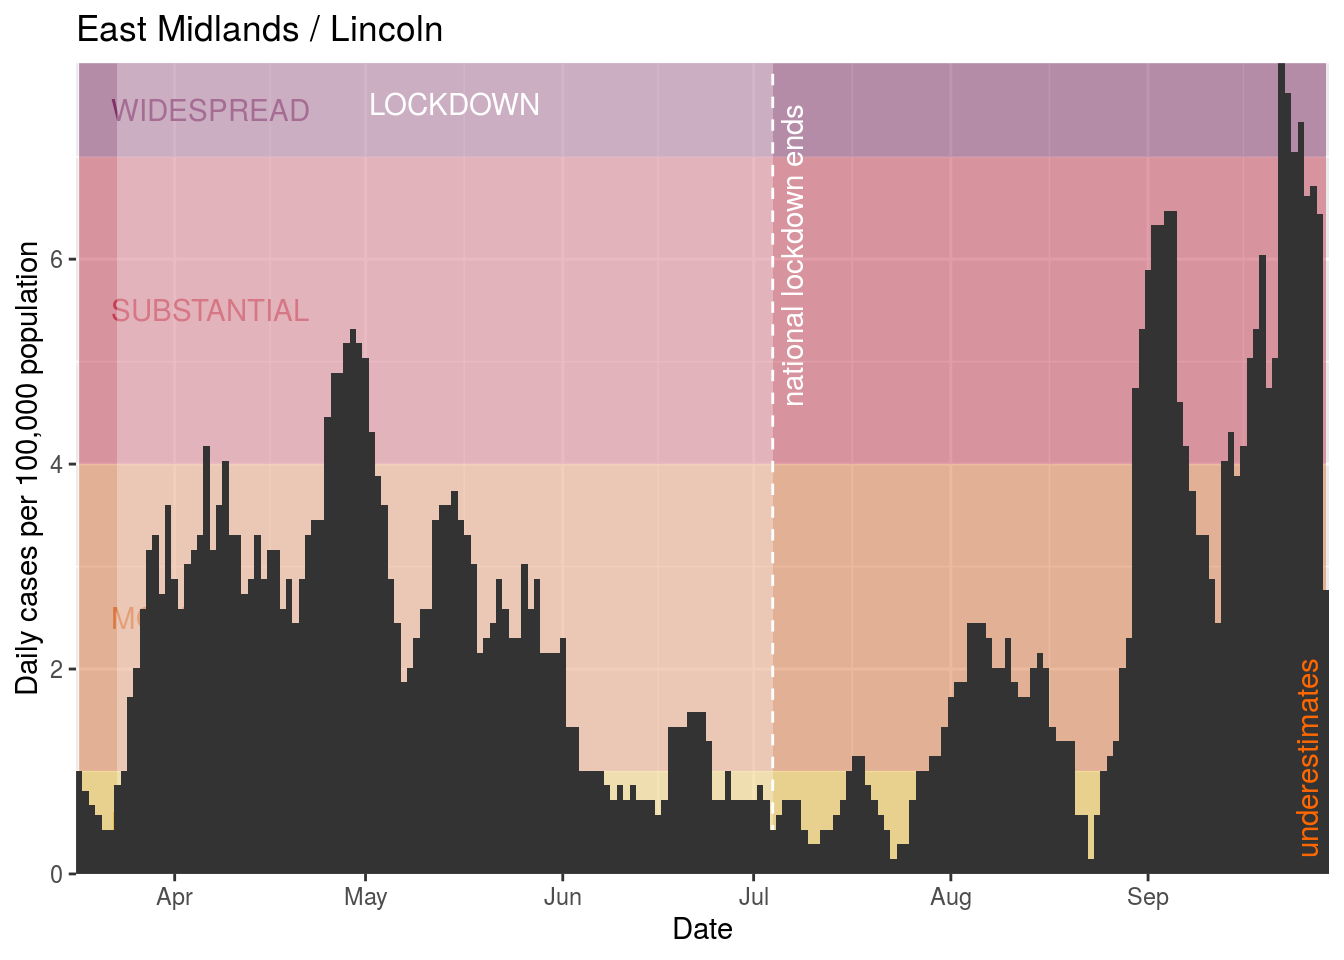 East Midlands / Lincoln
WIDESPREAD
LOCKDOWN
national lockdown ends
SUBSTANTIAL
Daily cases per 100,000 population
6
4
2
0
underestimates
Apr
May
Jun
Jul
Aug
Sep
Date